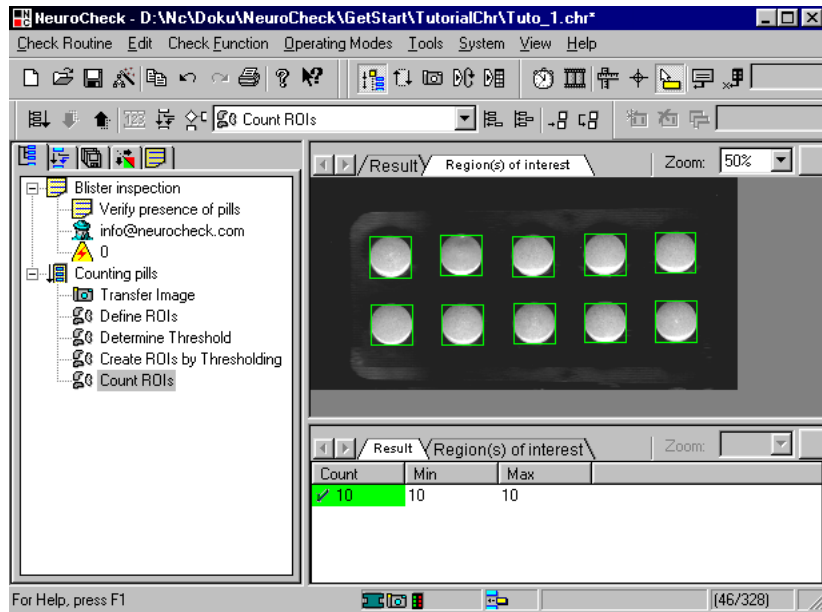 NeuroCheck - D:\Nc\Doku\NeuroCheck\GetStart\TutorialChr\Tuto_1.chr*
Check Routine Edit Check Function Operating Modes Tools System View Help
123 Count ROIs
Result Region(s) of interest Zoom: 50%
Blister inspection
Verify presence of pills
info@neurocheck.com
0
Counting pills
Transfer Image
Define ROIs
Determine Threshold
Create ROIs by Thresholding
Count ROIs
Result Region(s) of interest Zoom:
Count Min Max
10 10 10
For Help, press F1 (46/328)